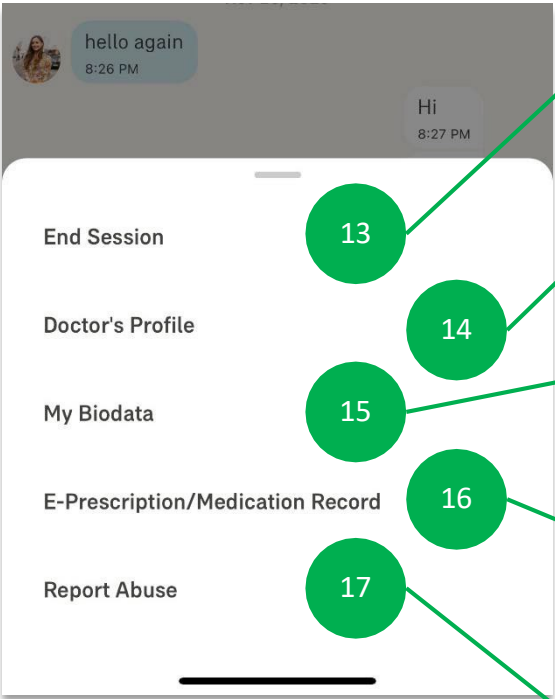 hello again
8:26 PM
Hi
8:27 PM
End Session
13
Doctor's Profile
14
My Biodata
15
E-Prescription/Medication Record
16
Report Abuse
17